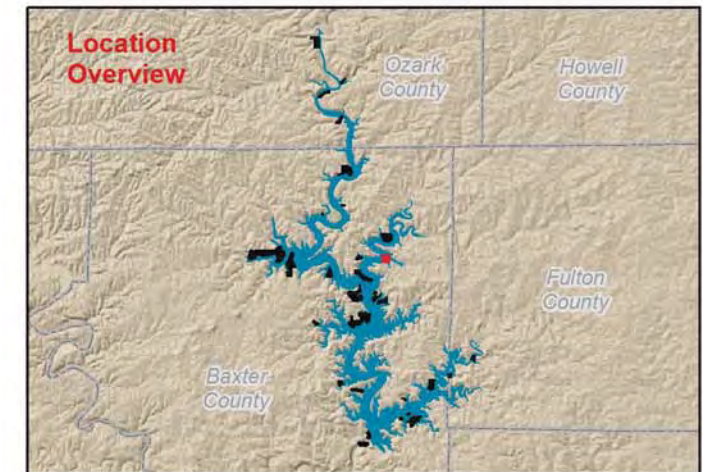 Location
Overview
Ozark
County
Howell
County
Fulton
County
Baxter
County